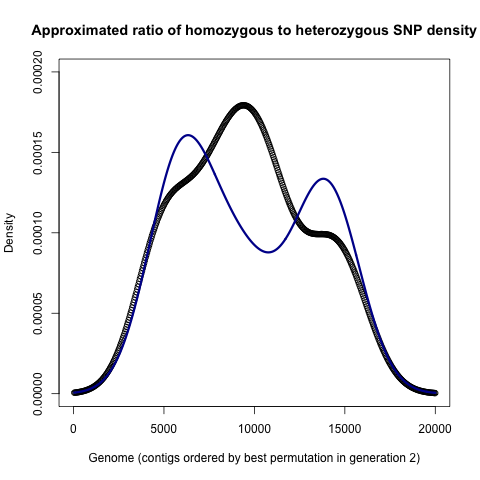 Approximated ratio of homozygous to heterozygous SNP density
0.00020
0.00015
0.00010
0.00005
0.00000
Density
0 5000 10000 15000 20000
Genome (contigs ordered by best permutation in generation 2)